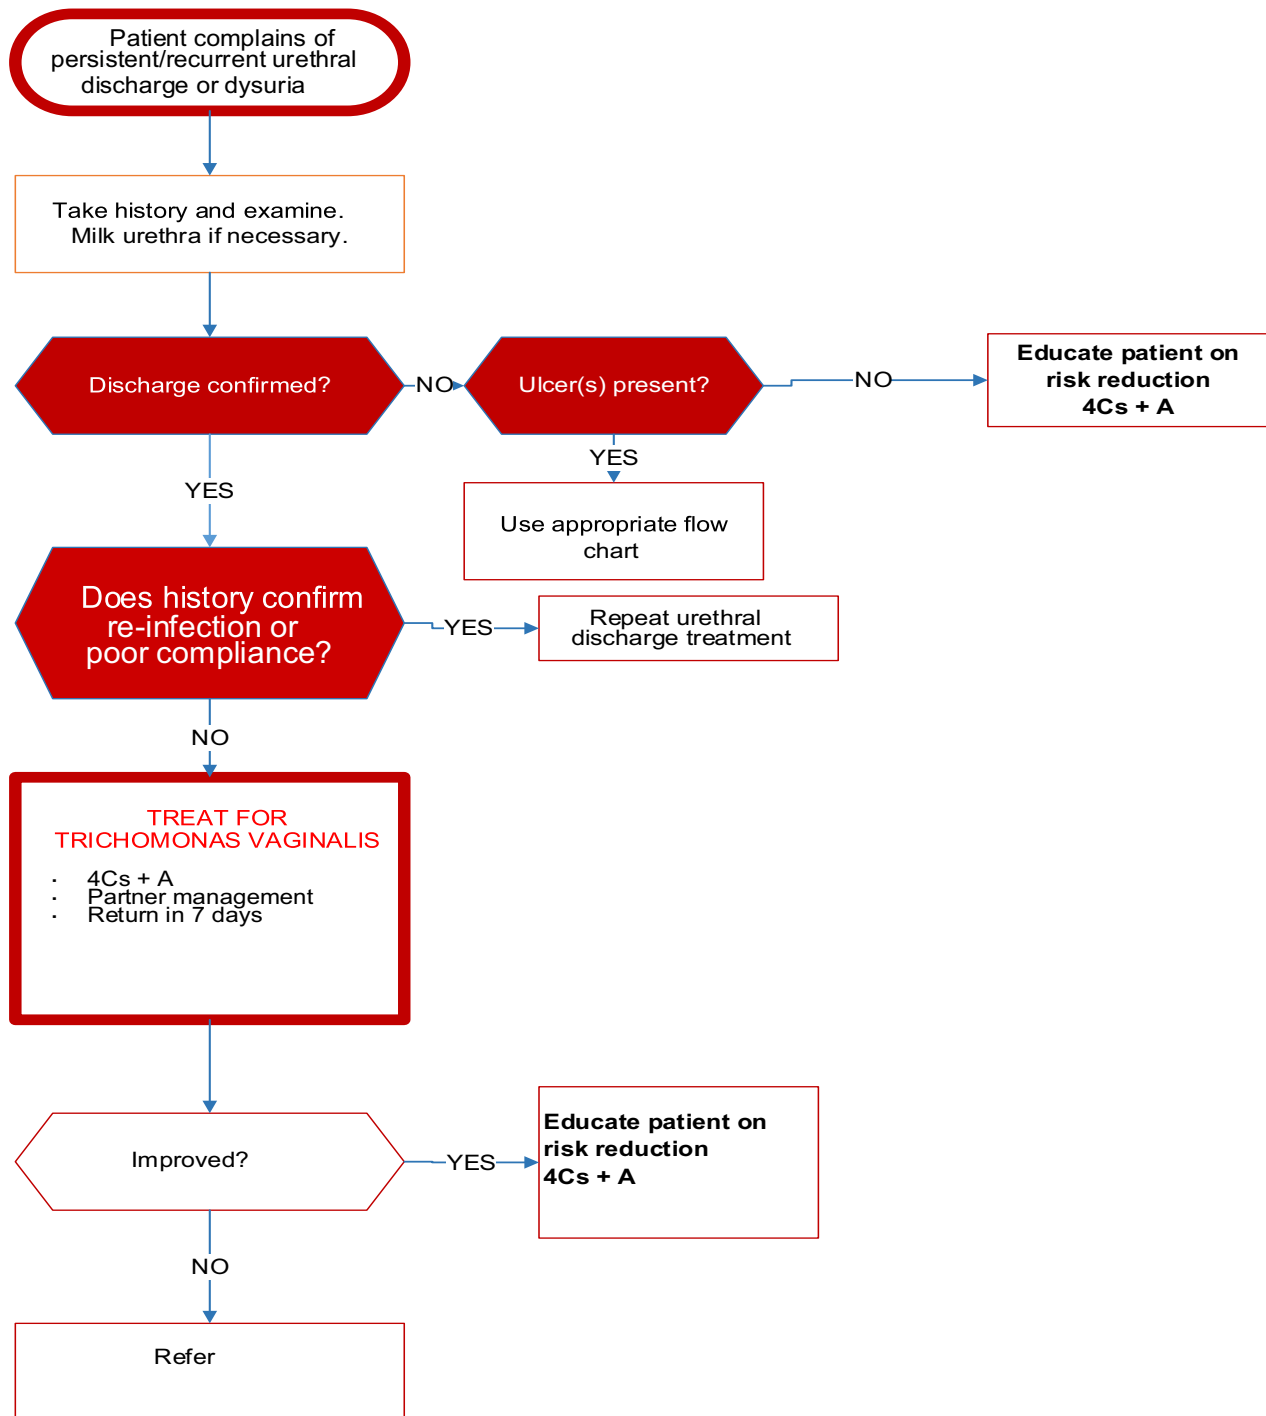 Patient complains of
persistent/recurrent urethral
discharge or dysuria
Take history and examine.
Milk urethra if necessary.
Discharge confirmed?
NO
Ulcer(s) present?
NO
Educate patient on
risk reduction
4Cs + A
YES
Use appropriate flow
chart
YES
Does history confirm
re-infection or
poor compliance?
YES
Repeat urethral
discharge treatment
NO
TREAT FOR
TRICHOMONAS VAGINALIS
· 4Cs + A
· Partner management
· Return in 7 days
Improved?
YES
Educate patient on
risk reduction
4Cs + A
NO
Refer